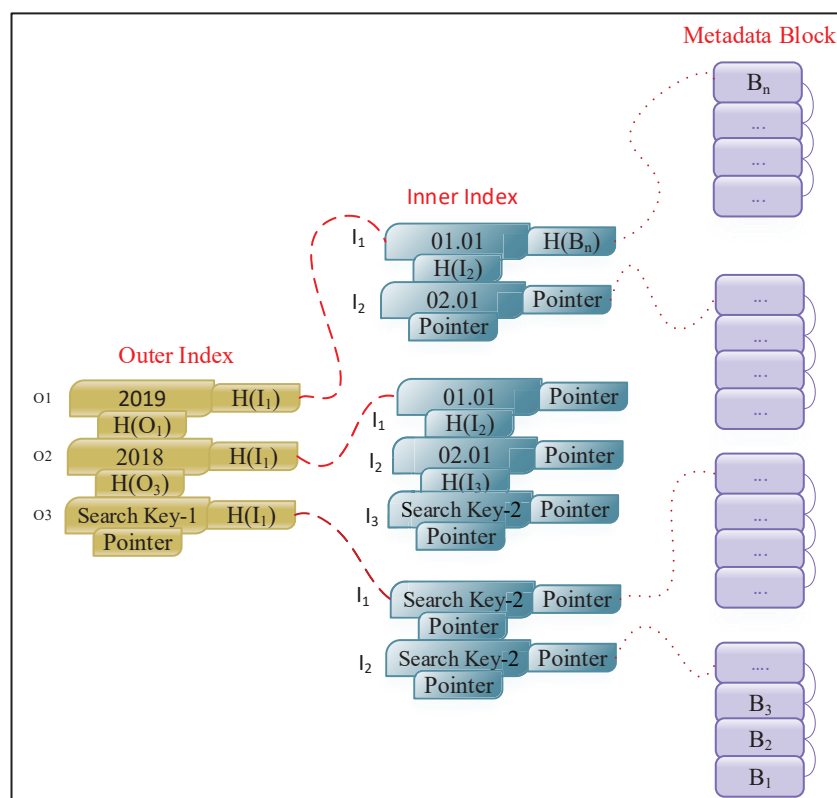 Metadata Block
Bₙ
...
...
...
Inner Index
I₁ 01.01 H(Bₙ)
H(I₂)
I₂ 02.01 Pointer
Pointer
...
...
...
...
Outer Index
O1 2019 H(I₁)
H(O₁)
O2 2018 H(I₁)
H(O₃)
O3 Search Key-1 H(I₁)
Pointer
I₁ 01.01 Pointer
H(I₂)
I₂ 02.01 Pointer
H(I₃)
I₃ Search Key-2 Pointer
...
...
...
...
I₁ Search Key-2 Pointer
Pointer
I₂ Search Key-2 Pointer
Pointer
....
B₃
B₂
B₁